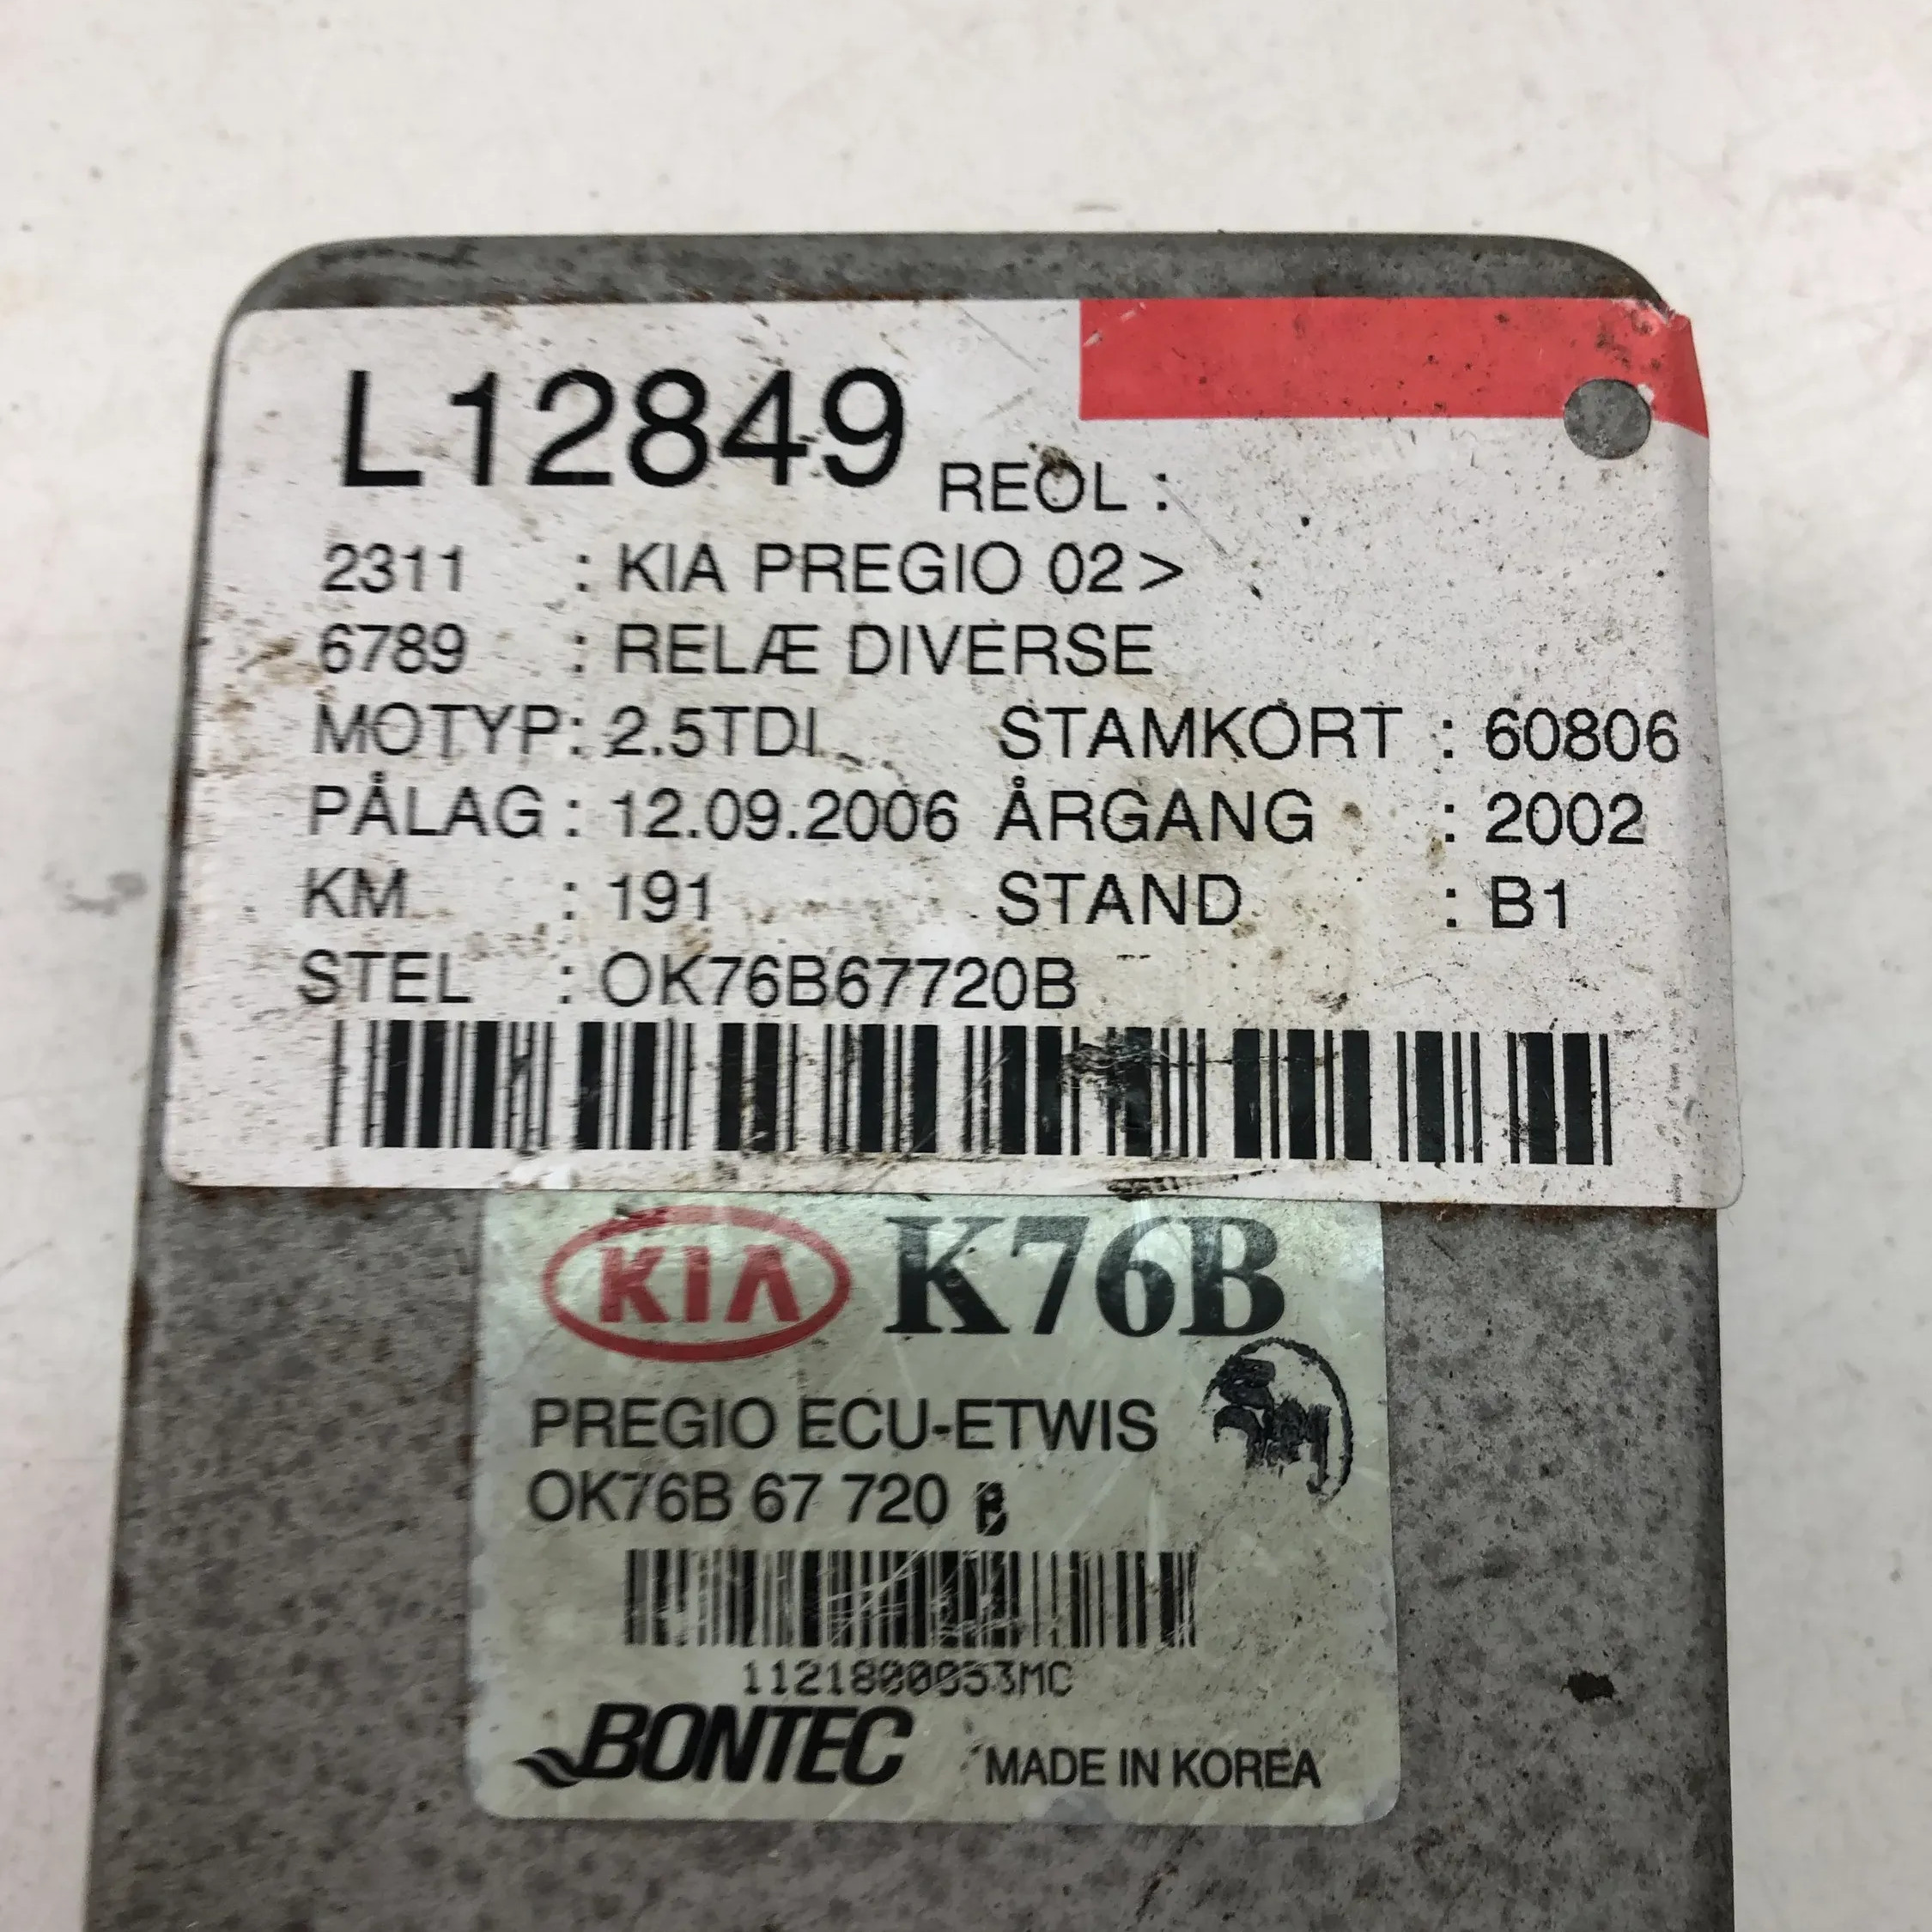 L12849 REOL :
2311 : KIA PREGIO 02>
6789 : RELÆ DIVERSE
MOTYP : 2.5TDI STAMKORT : 60806
PÅLAG : 12.09.2006 ÅRGANG : 2002
KM : 191 STAND : B1
STEL : OK76B67720B
KIA K76B
PREGIO ECU-ETWIS
OK76B 67 720 B
BONTEC MADE IN KOREA